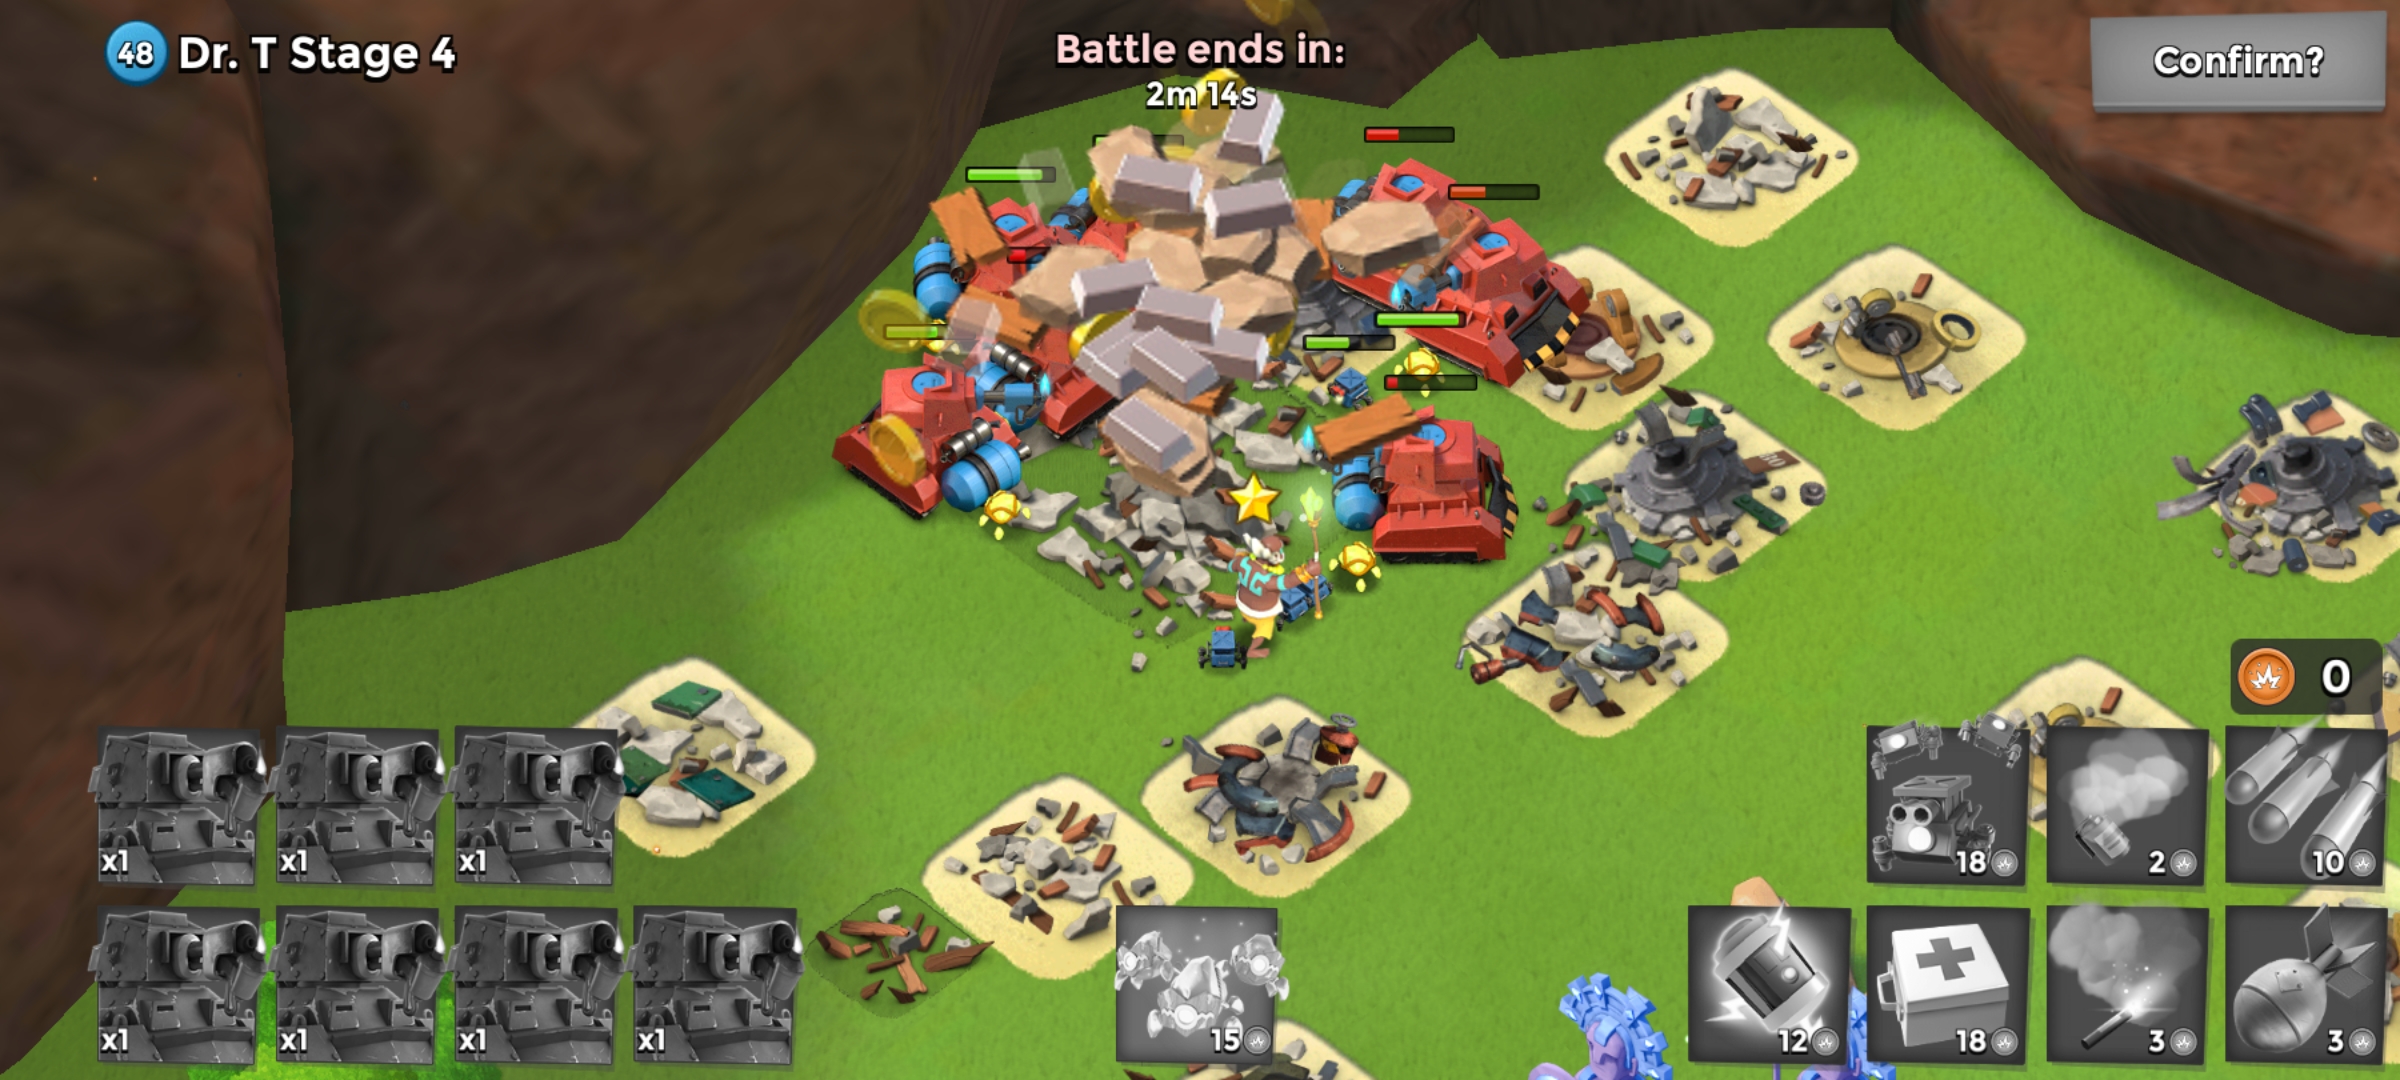 48 Dr. T Stage 4
Battle ends in:
2m 14s
Confirm?
0
x1 x1 x1
18 2 10
x1 x1 x1 x1
15 12 18 3 3